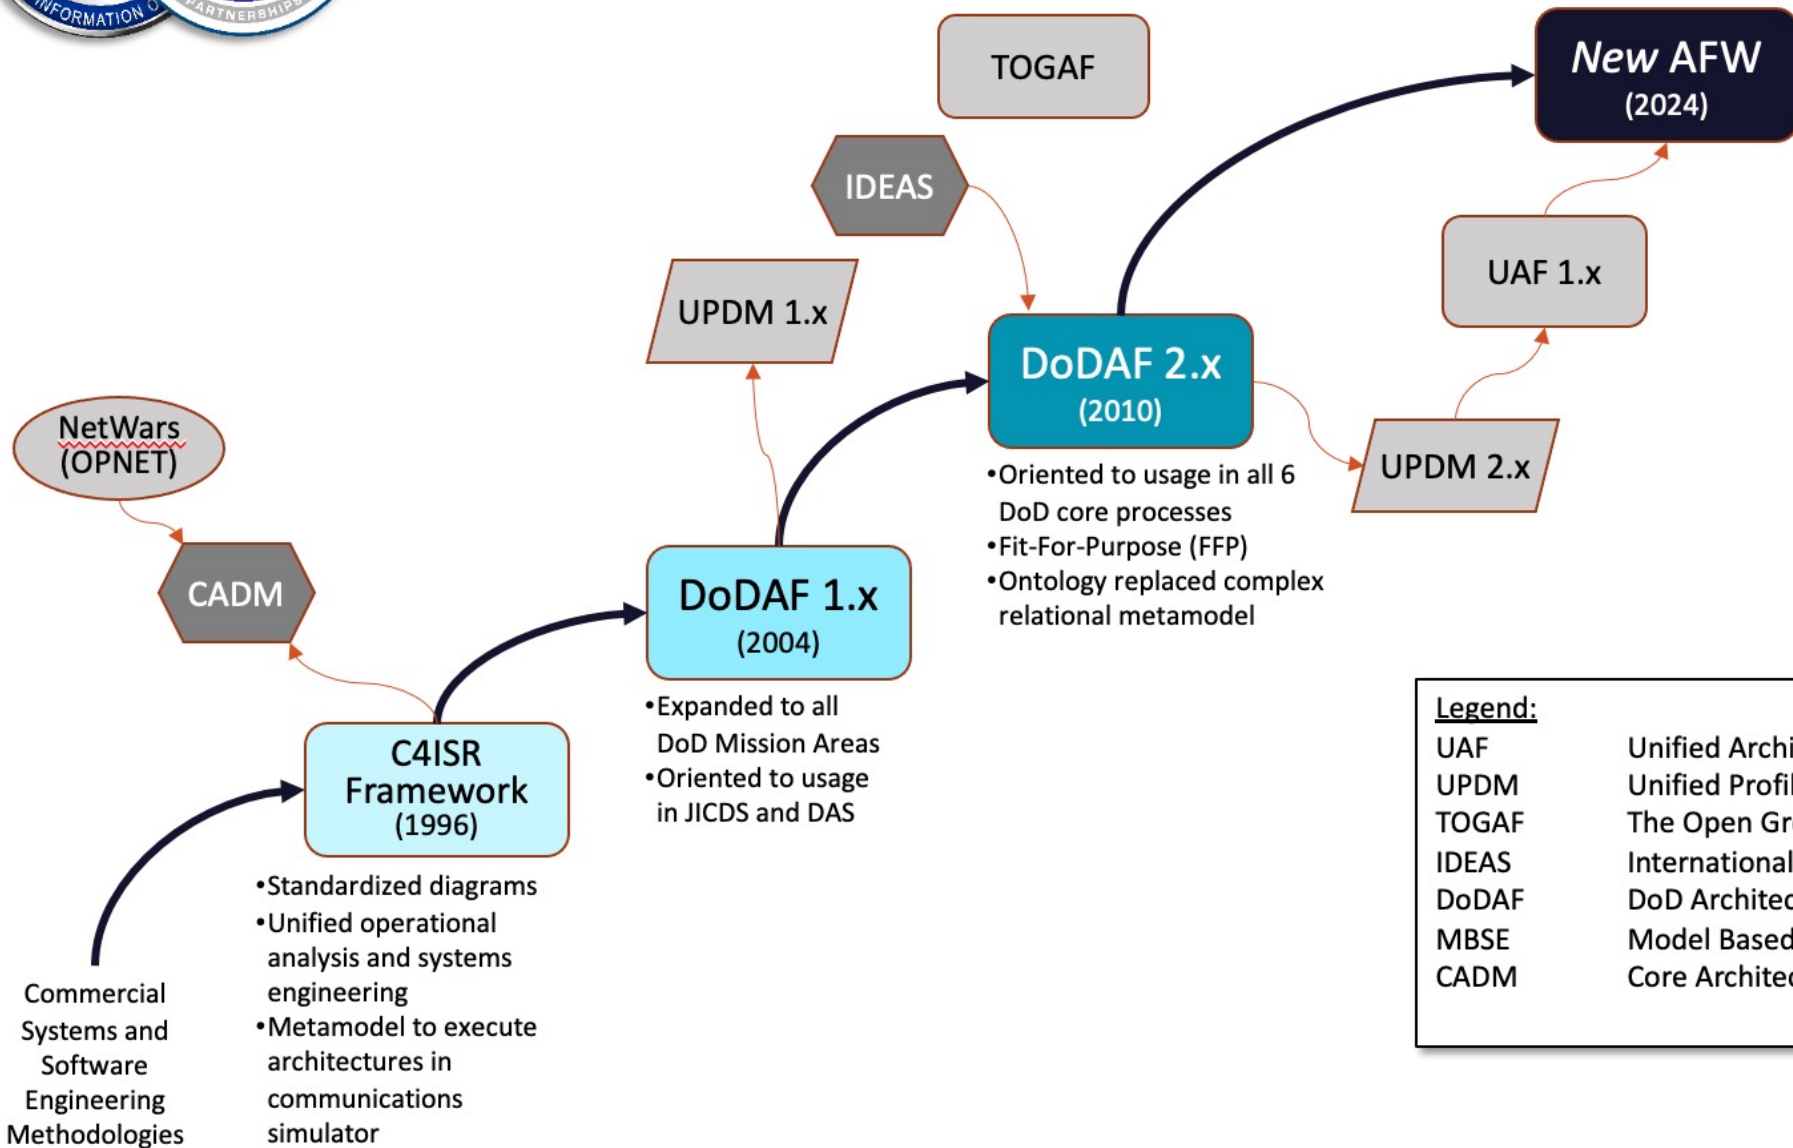 INFORMATION
PARTNERSHIPS
TOGAF
New AFW
(2024)
IDEAS
UAF 1.x
UPDM 1.x
DoDAF 2.x
(2010)
NetWars
(OPNET)
UPDM 2.x
•Oriented to usage in all 6
DoD core processes
•Fit-For-Purpose (FFP)
•Ontology replaced complex
relational metamodel
CADM
DoDAF 1.x
(2004)
•Expanded to all
DoD Mission Areas
•Oriented to usage
in JICDS and DAS
C4ISR
Framework
(1996)
•Standardized diagrams
•Unified operational
analysis and systems
engineering
•Metamodel to execute
architectures in
communications
simulator
Commercial
Systems and
Software
Engineering
Methodologies
Legend:
UAF Unified Archi
UPDM Unified Profil
TOGAF The Open Gr
IDEAS International
DoDAF DoD Architec
MBSE Model Based
CADM Core Architec